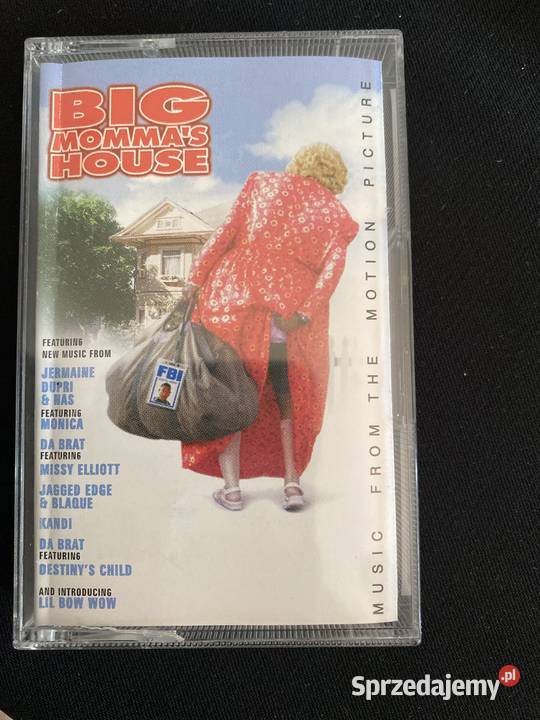 BIG
MOMMA'S
HOUSE
MUSIC FROM THE MOTION PICTURE
FBI
FEATURING
NEW MUSIC FROM
JERMAINE
DUPRI
& NAS
FEATURING
MONICA
DA BRAT
FEATURING
MISSY ELLIOTT
JAGGED EDGE
& BLAQUE
KANDI
DA BRAT
FEATURING
DESTINY'S CHILD
AND INTRODUCING
LIL BOW WOW
Sprzedajemy.pl